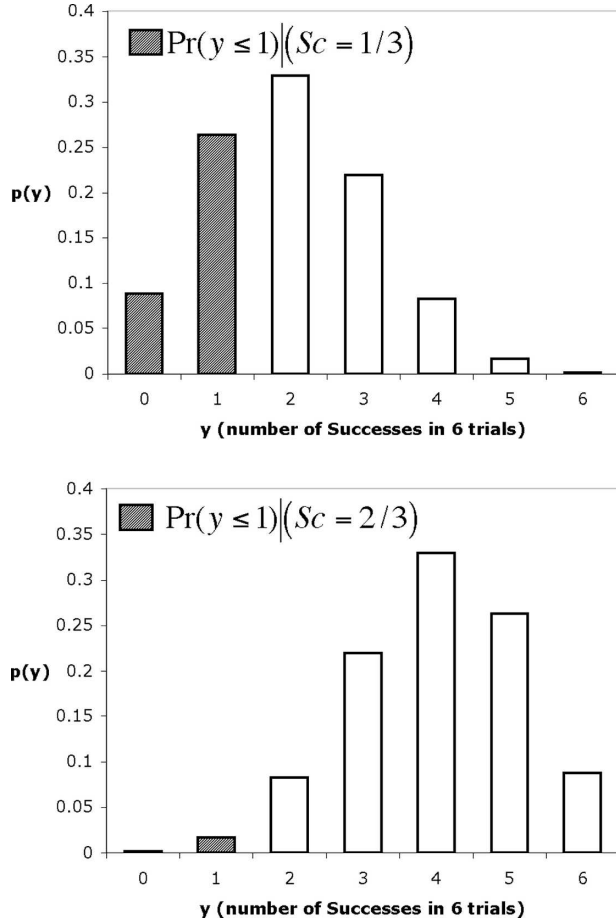 0.4
Pr(y ≤ 1)|(Sc = 1/3)
0.35
0.3
0.25
p(y)
0.2
0.15
0.1
0.05
0
0 1 2 3 4 5 6
y (number of Successes in 6 trials)
0.4
Pr(y ≤ 1)|(Sc = 2/3)
0.35
0.3
0.25
p(y)
0.2
0.15
0.1
0.05
0
0 1 2 3 4 5 6
y (number of Successes in 6 trials)